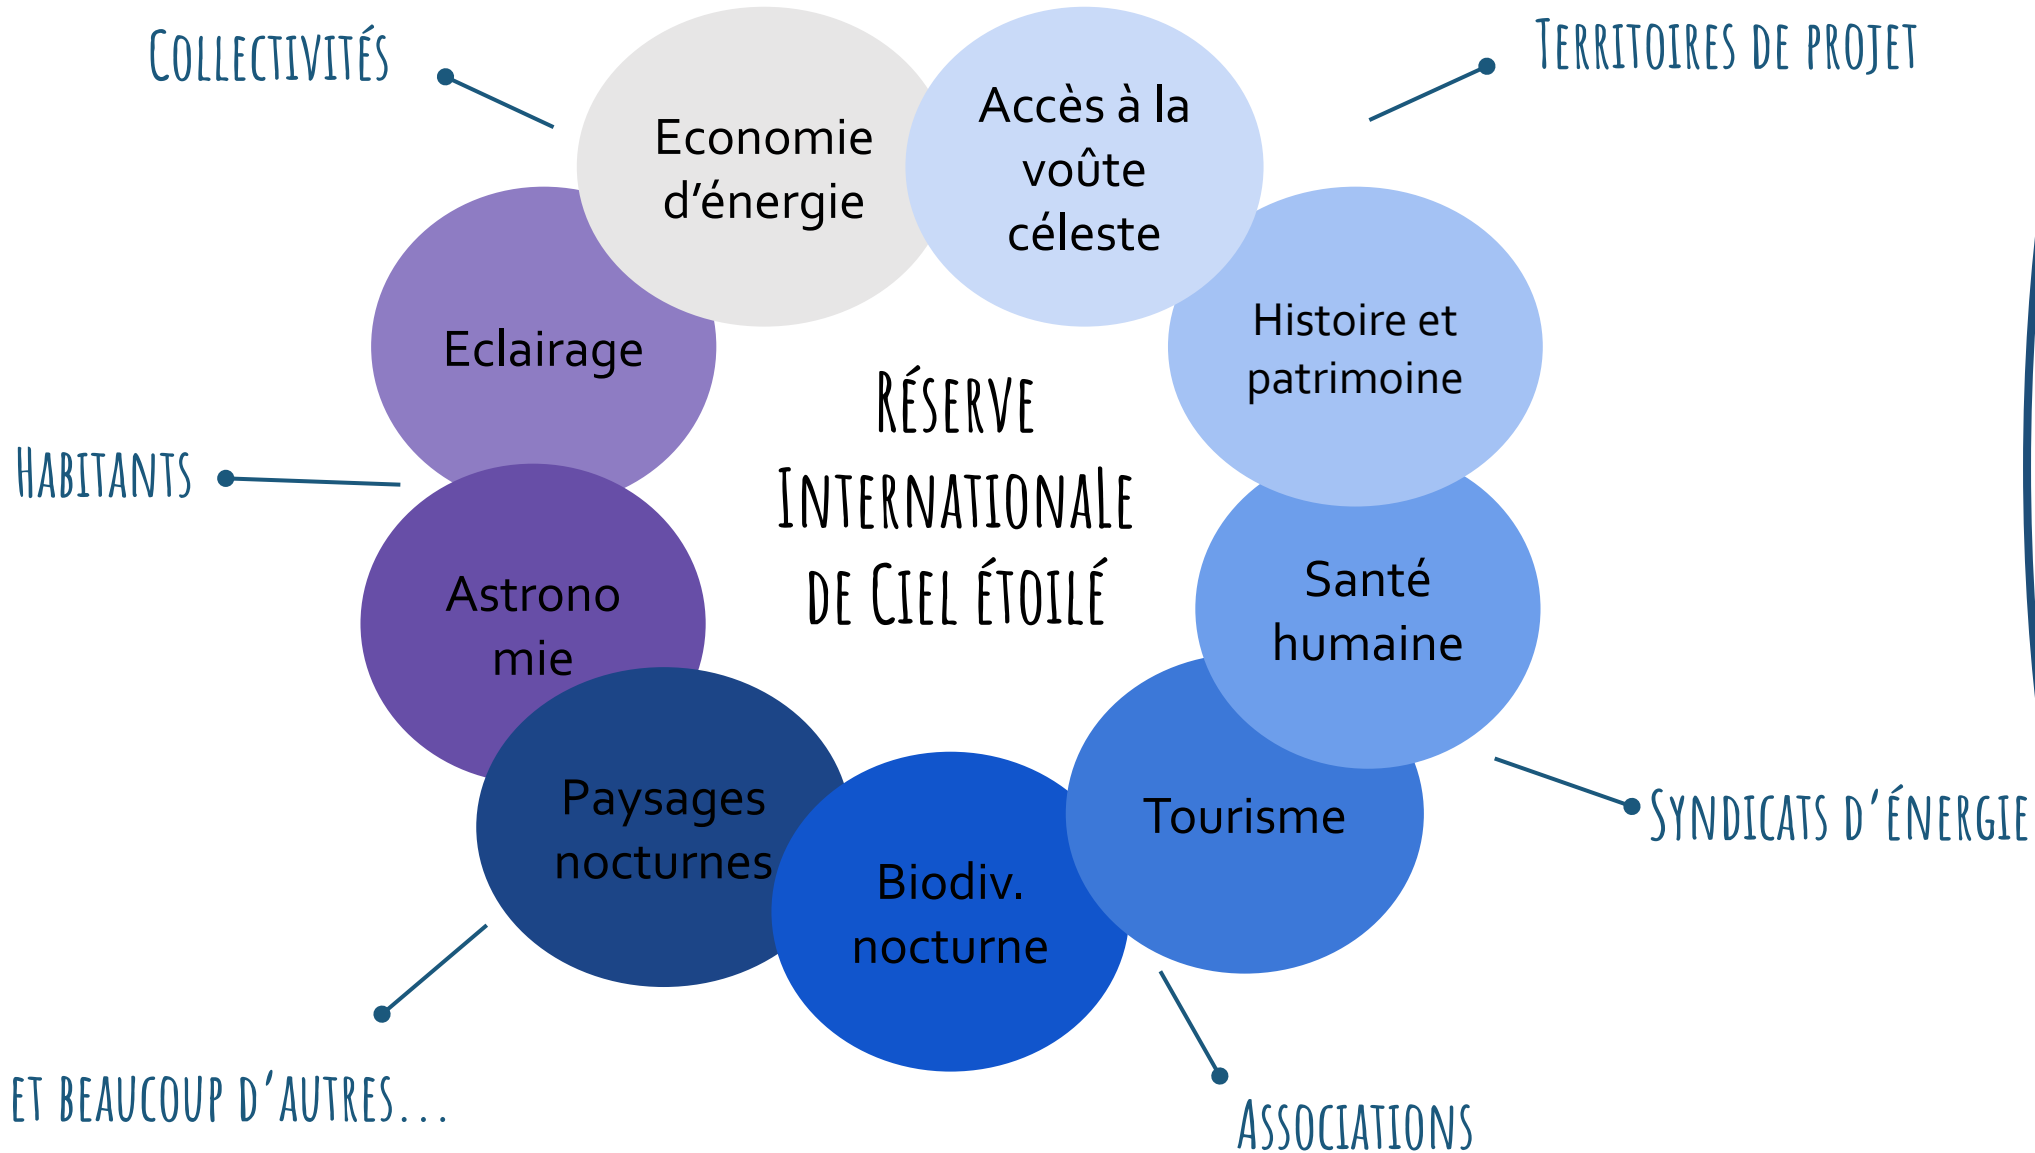 Collectivités
Territoires de projet
Economie
d’énergie
Accès à la
voûte
céleste
Eclairage
Histoire et
patrimoine
Réserve
Internationale
de Ciel étoilé
Habitants
Astrono
mie
Santé
humaine
Paysages
nocturnes
Biodiv.
nocturne
Tourisme
Syndicats d’énergie
et beaucoup d’autres...
Associations